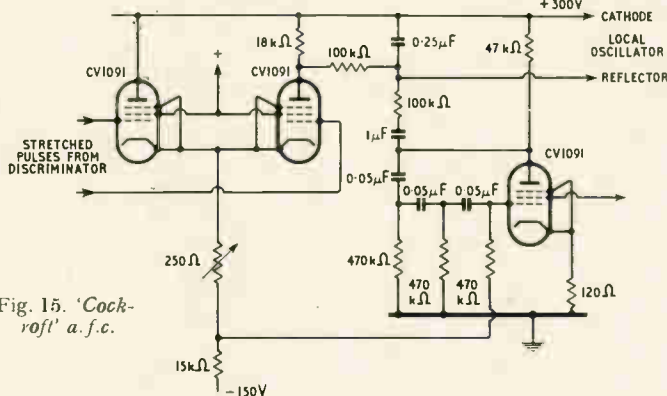 +300V
CATHODE
18kΩ
0·25μF
47kΩ
LOCAL
OSCILLATOR
100kΩ
CV1091
+
CV1091
REFLECTOR
100kΩ
1μF
CV1091
STRETCHED
PULSES FROM
DISCRIMINATOR
0·05μF
0·05μF
0·05μF
250Ω
470kΩ
470
kΩ
470
kΩ
120Ω
Fig. 15. 'Cock-
roft' a.f.c.
15kΩ
−150V